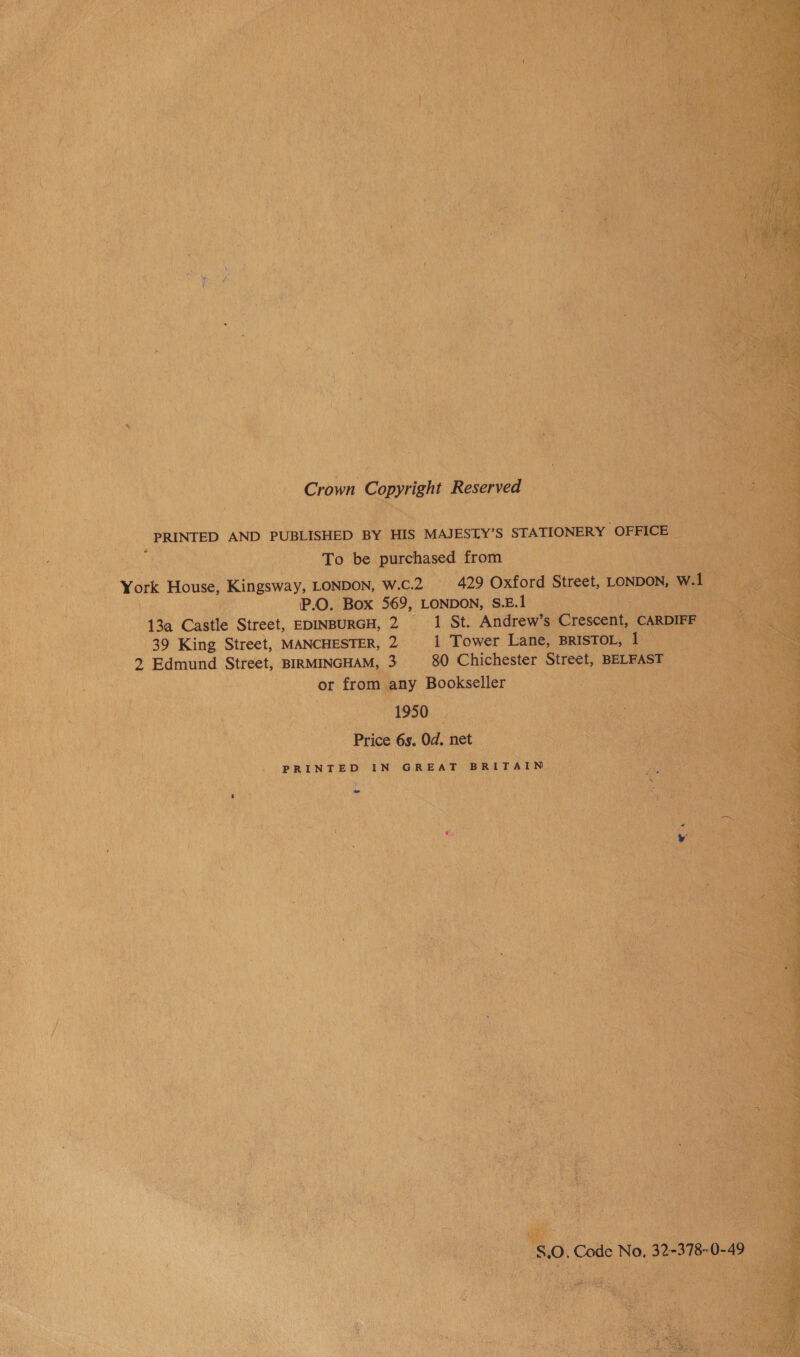 Crown Copyright Reserved
PRINTED AND PUBLISHED BY HIS MAJESTY'S STATIONERY OFFICE
To be purchased from
York House, Kingsway, LONDON, W.C.2 429 Oxford Street, LONDON, W.1
P.O. Box 569, LONDON, S.E.1
13a Castle Street, EDINBURGH, 2 1 St. Andrew's Crescent, CARDIFF
39 King Street, MANCHESTER, 2 1 Tower Lane, BRISTOL, 1
2 Edmund Street, BIRMINGHAM, 3 80 Chichester Street, BELFAST
or from any Bookseller
1950
Price 6s. 0d. net
PRINTED IN GREAT BRITAIN
S.O. Code No. 32-378-0-49